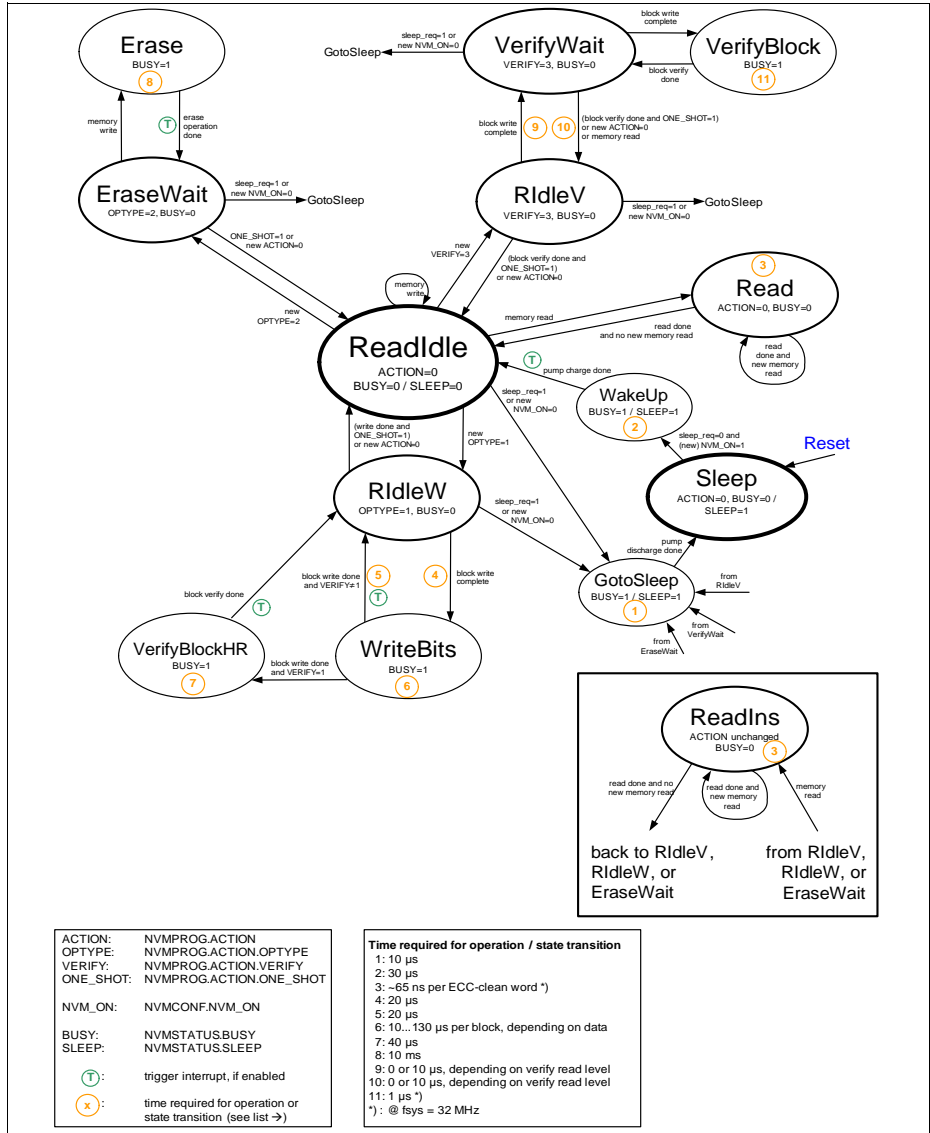 Erase
BUSY=1
8
memory
write
T
erase
operation
done
EraseWait
OPTYPE=2, BUSY=0
sleep_req=1 or
new NVM_ON=0
GotoSleep
ONE_SHOT=1 or
new ACTION=0
new
OPTYPE=2
GotoSleep
sleep_req=1 or
new NVM_ON=0
VerifyWait
VERIFY=3, BUSY=0
block write
complete
block verify
done
VerifyBlock
BUSY=1
11
block write
complete
9
10
(block verify done and ONE_SHOT=1)
or new ACTION=0
or memory read
RIdleV
VERIFY=3, BUSY=0
sleep_req=1 or
new NVM_ON=0
GotoSleep
new
VERIFY=3
(block verify done and
ONE_SHOT=1)
or new ACTION=0
memory
write
ReadIdle
ACTION=0
BUSY=0 / SLEEP=0
memory read
read done
and no new memory read
3
Read
ACTION=0, BUSY=0
read
done and
new memory
read
T
pump charge done
WakeUp
BUSY=1 / SLEEP=1
2
sleep_req=1
or new
NVM_ON=0
sleep_req=0 and
(new) NVM_ON=1
Reset
Sleep
ACTION=0, BUSY=0 /
SLEEP=1
(write done and
ONE_SHOT=1)
or new ACTION=0
new
OPTYPE=1
RIdleW
OPTYPE=1, BUSY=0
sleep_req=1
or new
NVM_ON=0
pump
discharge done
GotoSleep
BUSY=1 / SLEEP=1
1
from
RIdleV
from
VerifyWait
from
EraseWait
block verify done
T
block write done
and VERIFY≠1
5
T
4
block write
complete
VerifyBlockHR
BUSY=1
7
block write done
and VERIFY=1
WriteBits
BUSY=1
6
ReadIns
ACTION unchanged
BUSY=0
3
read done and no
new memory read
read done and
new memory
read
memory
read
back to RIdleV,
RIdleW, or
EraseWait
from RIdleV,
RIdleW, or
EraseWait
ACTION: NVMPROG.ACTION
OPTYPE: NVMPROG.ACTION.OPTYPE
VERIFY: NVMPROG.ACTION.VERIFY
ONE_SHOT: NVMPROG.ACTION.ONE_SHOT
NVM_ON: NVMCONF.NVM_ON
BUSY: NVMSTATUS.BUSY
SLEEP: NVMSTATUS.SLEEP
T : trigger interrupt, if enabled
x : time required for operation or
state transition (see list →)
Time required for operation / state transition
1: 10 µs
2: 30 µs
3: ~65 ns per ECC-clean word *)
4: 20 µs
5: 20 µs
6: 10...130 µs per block, depending on data
7: 40 µs
8: 10 ms
9: 0 or 10 µs, depending on verify read level
10: 0 or 10 µs, depending on verify read level
11: 1 µs *)
*) : @ fsys = 32 MHz